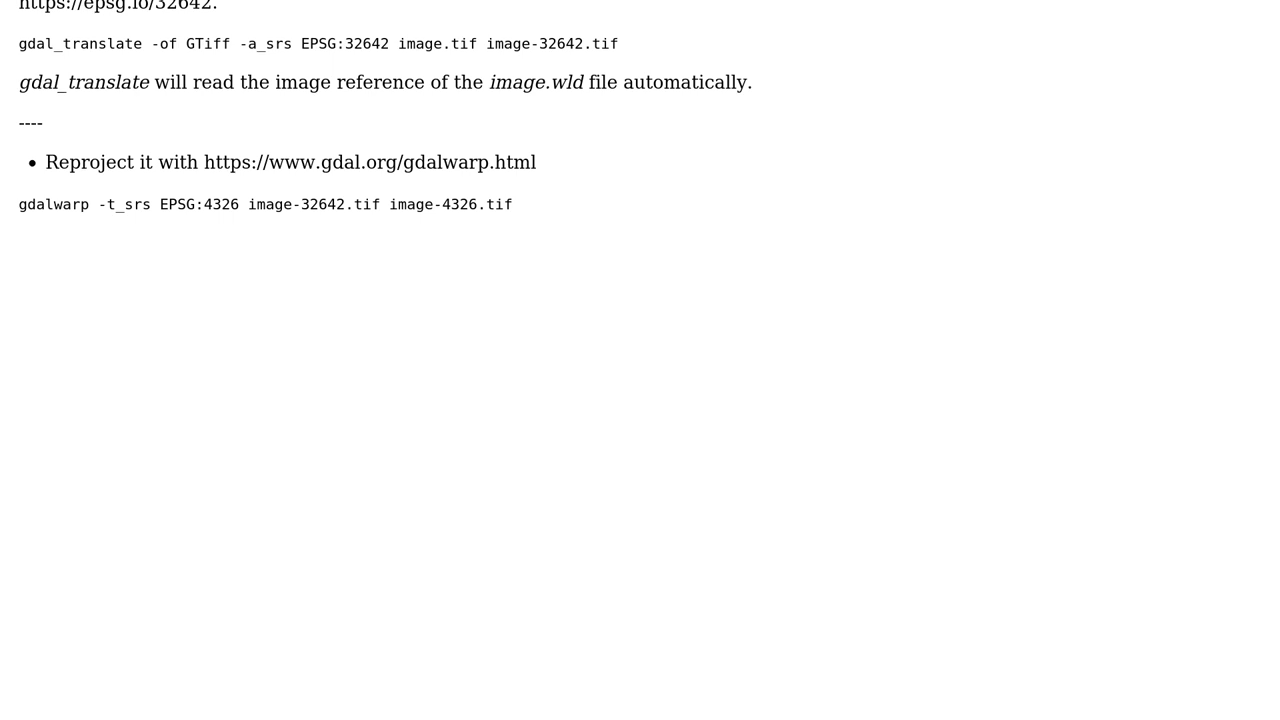 https://epsg.io/32642.
gdal_translate -of GTiff -a_srs EPSG:32642 image.tif image-32642.tif
gdal_translate will read the image reference of the image.wld file automatically.
----
• Reproject it with https://www.gdal.org/gdalwarp.html
gdalwarp -t_srs EPSG:4326 image-32642.tif image-4326.tif